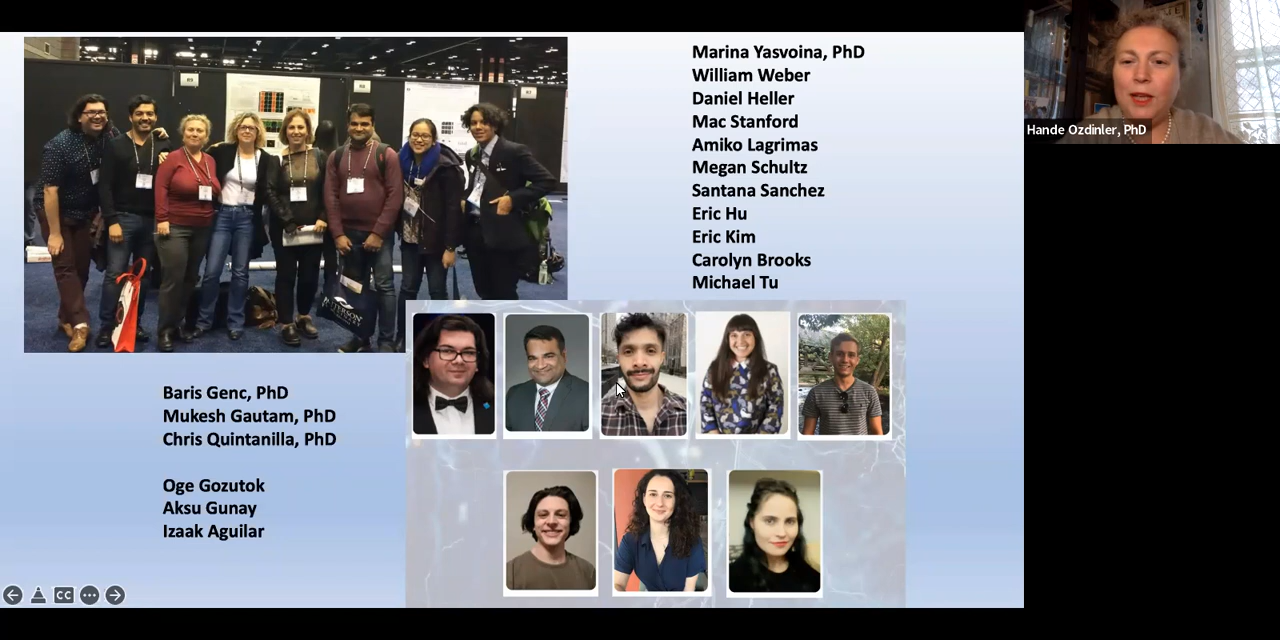 Marina Yasvoina, PhD
William Weber
Daniel Heller
Mac Stanford
Amiko Lagrimas
Megan Schultz
Santana Sanchez
Eric Hu
Eric Kim
Carolyn Brooks
Michael Tu
Baris Genc, PhD
Mukesh Gautam, PhD
Chris Quintanilla, PhD
Oge Gozutok
Aksu Gunay
Izaak Aguilar
CC
Hande Ozdinler, PhD